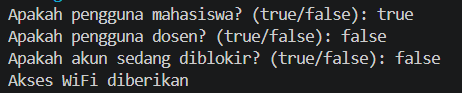 Apakah pengguna mahasiswa? (true/false): true
Apakah pengguna dosen? (true/false): false
Apakah akun sedang diblokir? (true/false): false
Akses WiFi diberikan